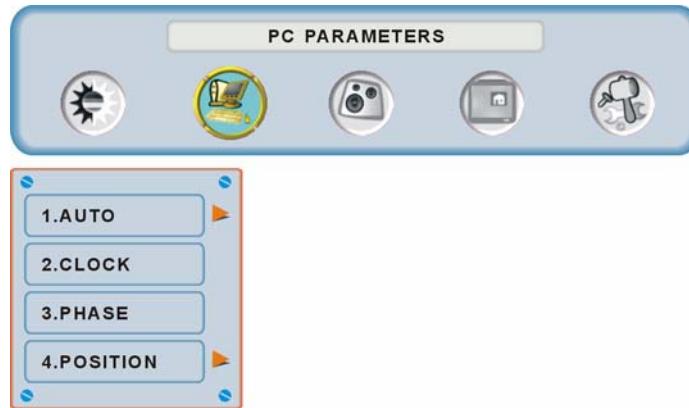 PC PARAMETERS
1.AUTO
2.CLOCK
3.PHASE
4.POSITION